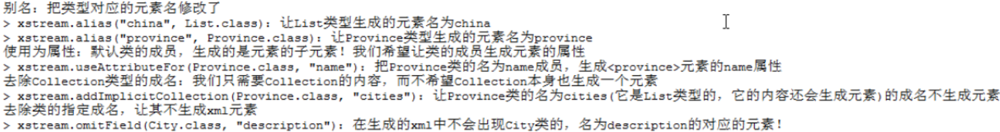 别名：把类型对应的元素名修改了
> xstream.alias("china", List.class)：让List类型生成的元素名为china
> xstream.alias("province", Province.class)：让Province类型生成的元素名为province
使用为属性：默认类的成员，生成的是元素的子元素！我们希望让类的成员生成元素的属性
> xstream.useAttributeFor(Province.class, "name")：把Province类的名为name成员，生成<province>元素的name属性
去除Collection类型的成名：我们只需要Collection的内容，而不希望Collection本身也生成一个元素
> xstream.addImplicitCollection(Province.class, "cities")：让Province类的名为cities(它是List类型的，它的内容还会生成元素)的成名不生成元素
去除类的指定成名，让其不生成xml元素
> xstream.omitField(City.class, "description")：在生成的xml中不会出现City类的，名为description的对应的元素！